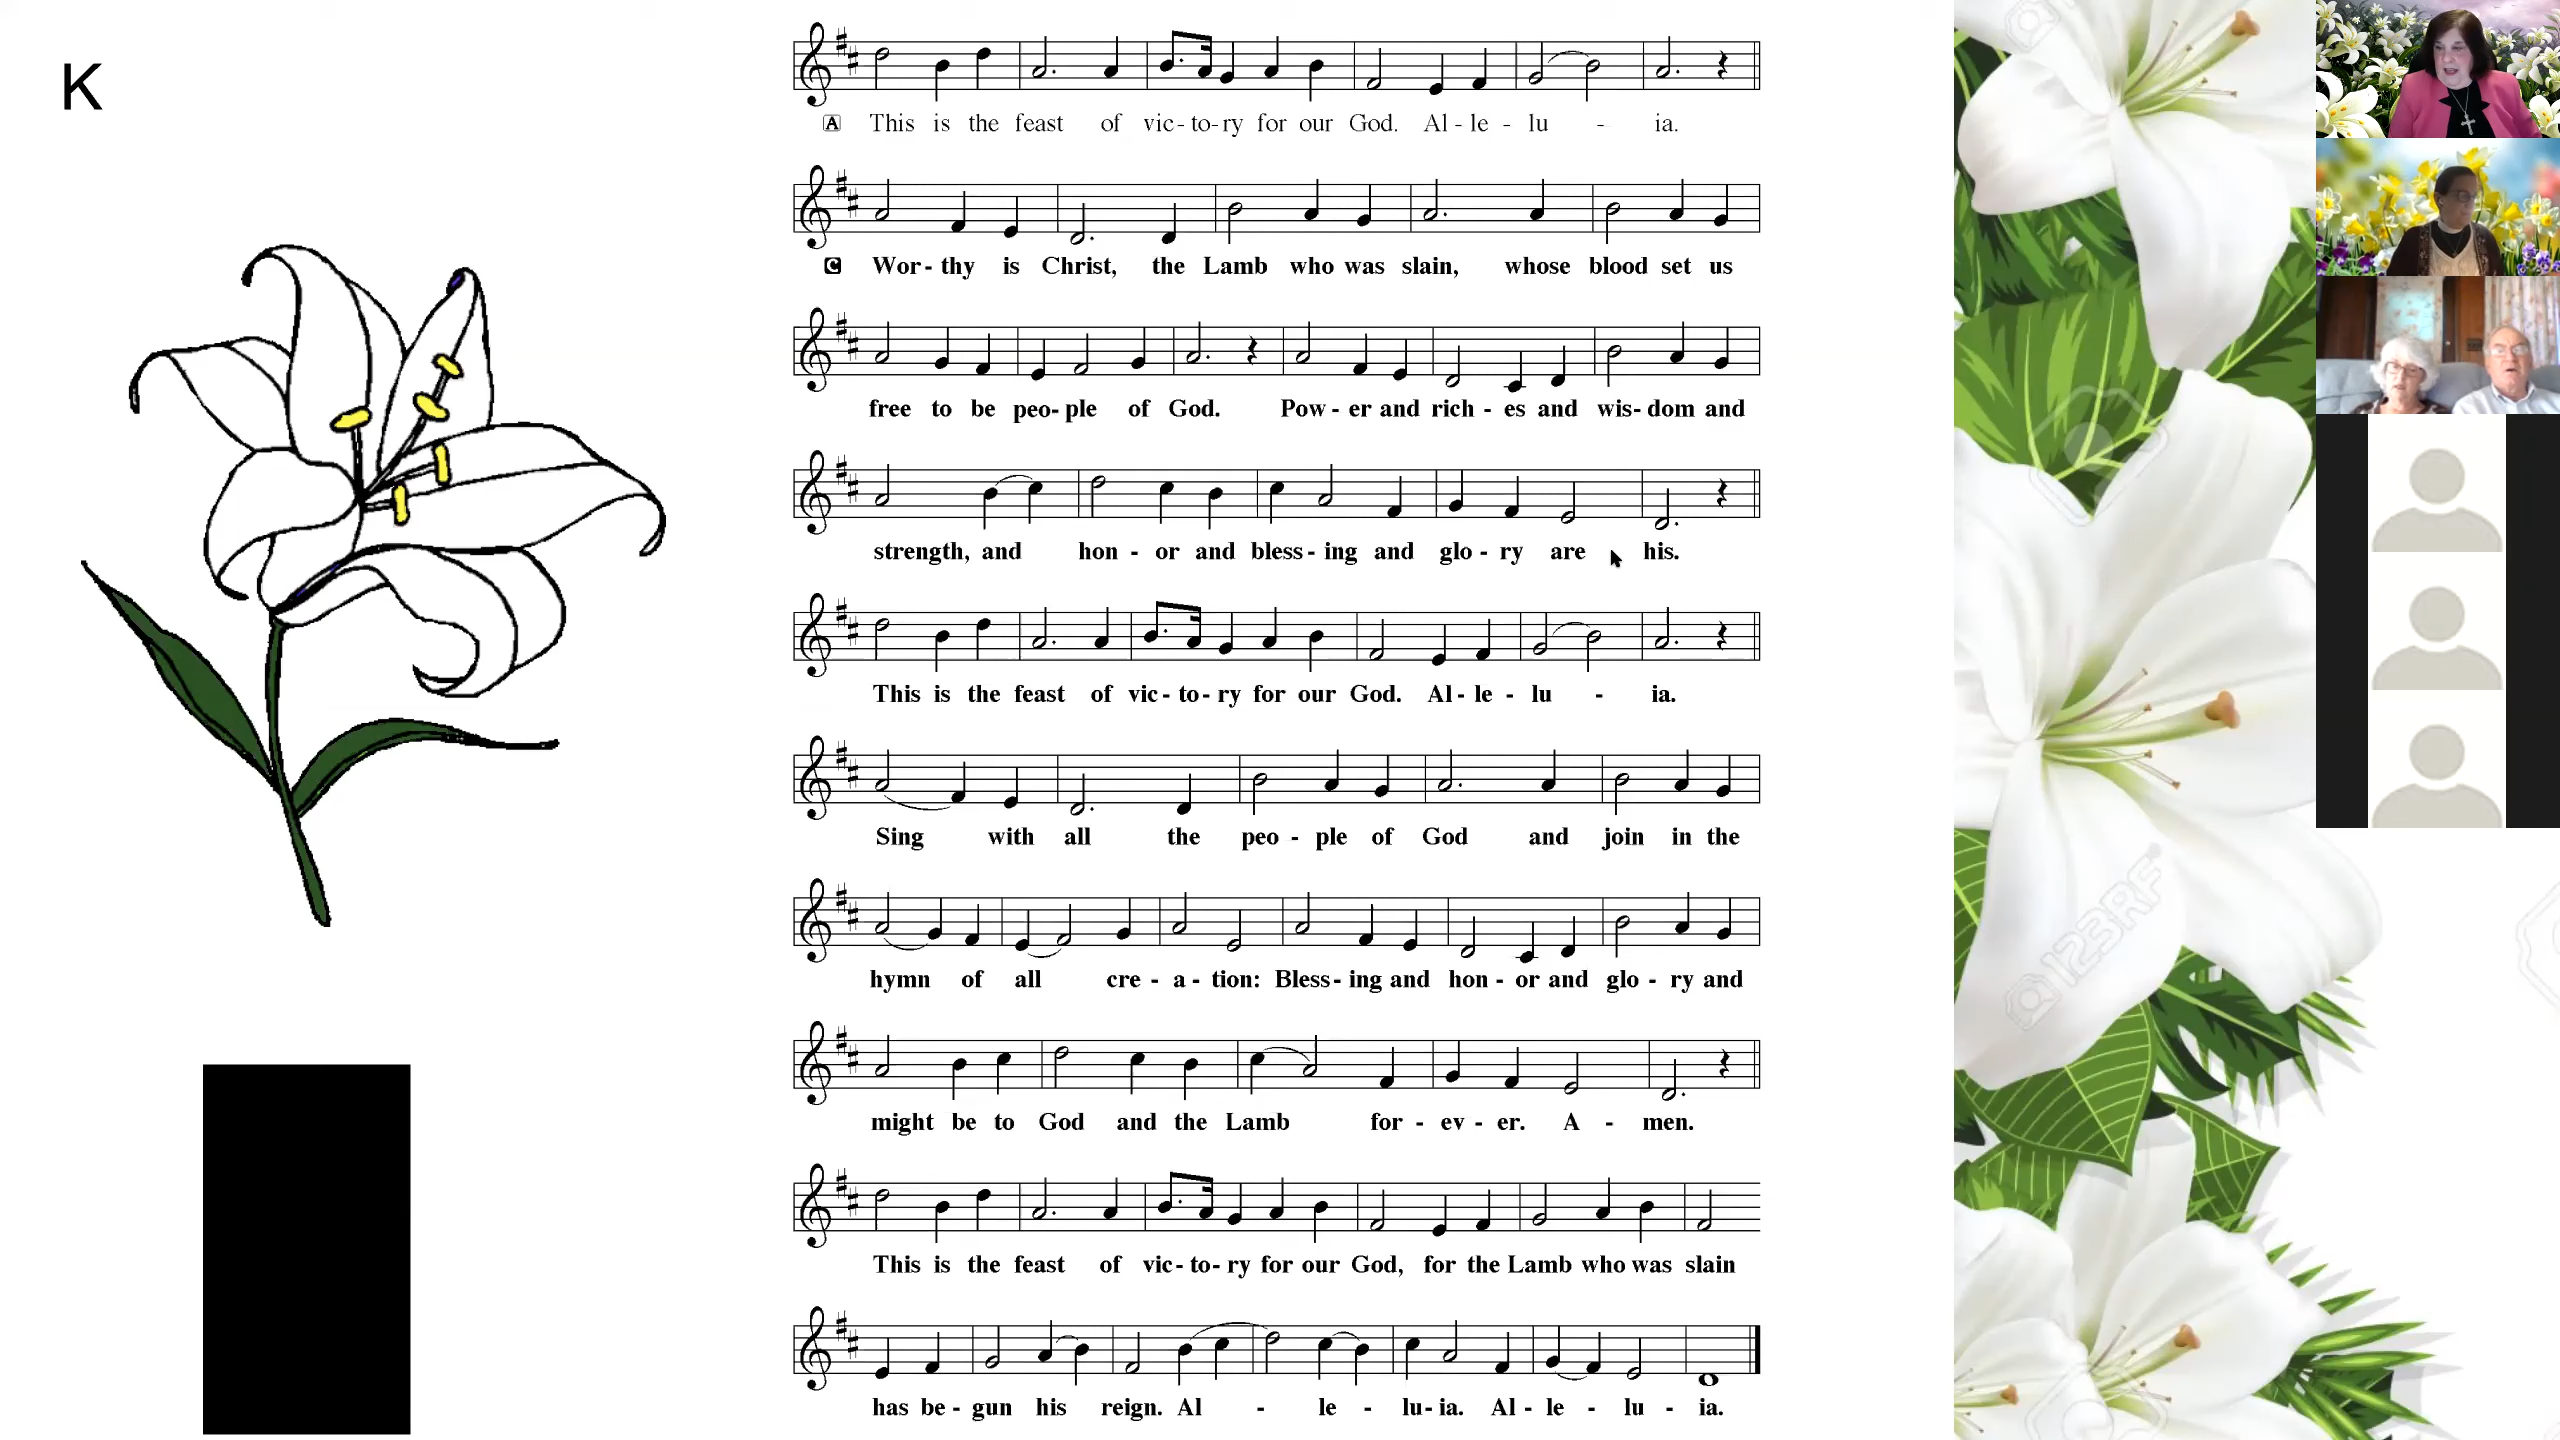 K
A This is the feast of vic - to - ry for our God. Al - le - lu - ia.
C Wor - thy is Christ, the Lamb who was slain, whose blood set us
free to be peo - ple of God. Pow - er and rich - es and wis - dom and
strength, and hon - or and bless - ing and glo - ry are his.
This is the feast of vic - to - ry for our God. Al - le - lu - ia.
Sing with all the peo - ple of God and join in the
hymn of all cre - a - tion: Bless - ing and hon - or and glo - ry and
might be to God and the Lamb for - ev - er. A - men.
This is the feast of vic - to - ry for our God, for the Lamb who was slain
has be - gun his reign. Al - le - lu - ia. Al - le - lu - ia.
123RF